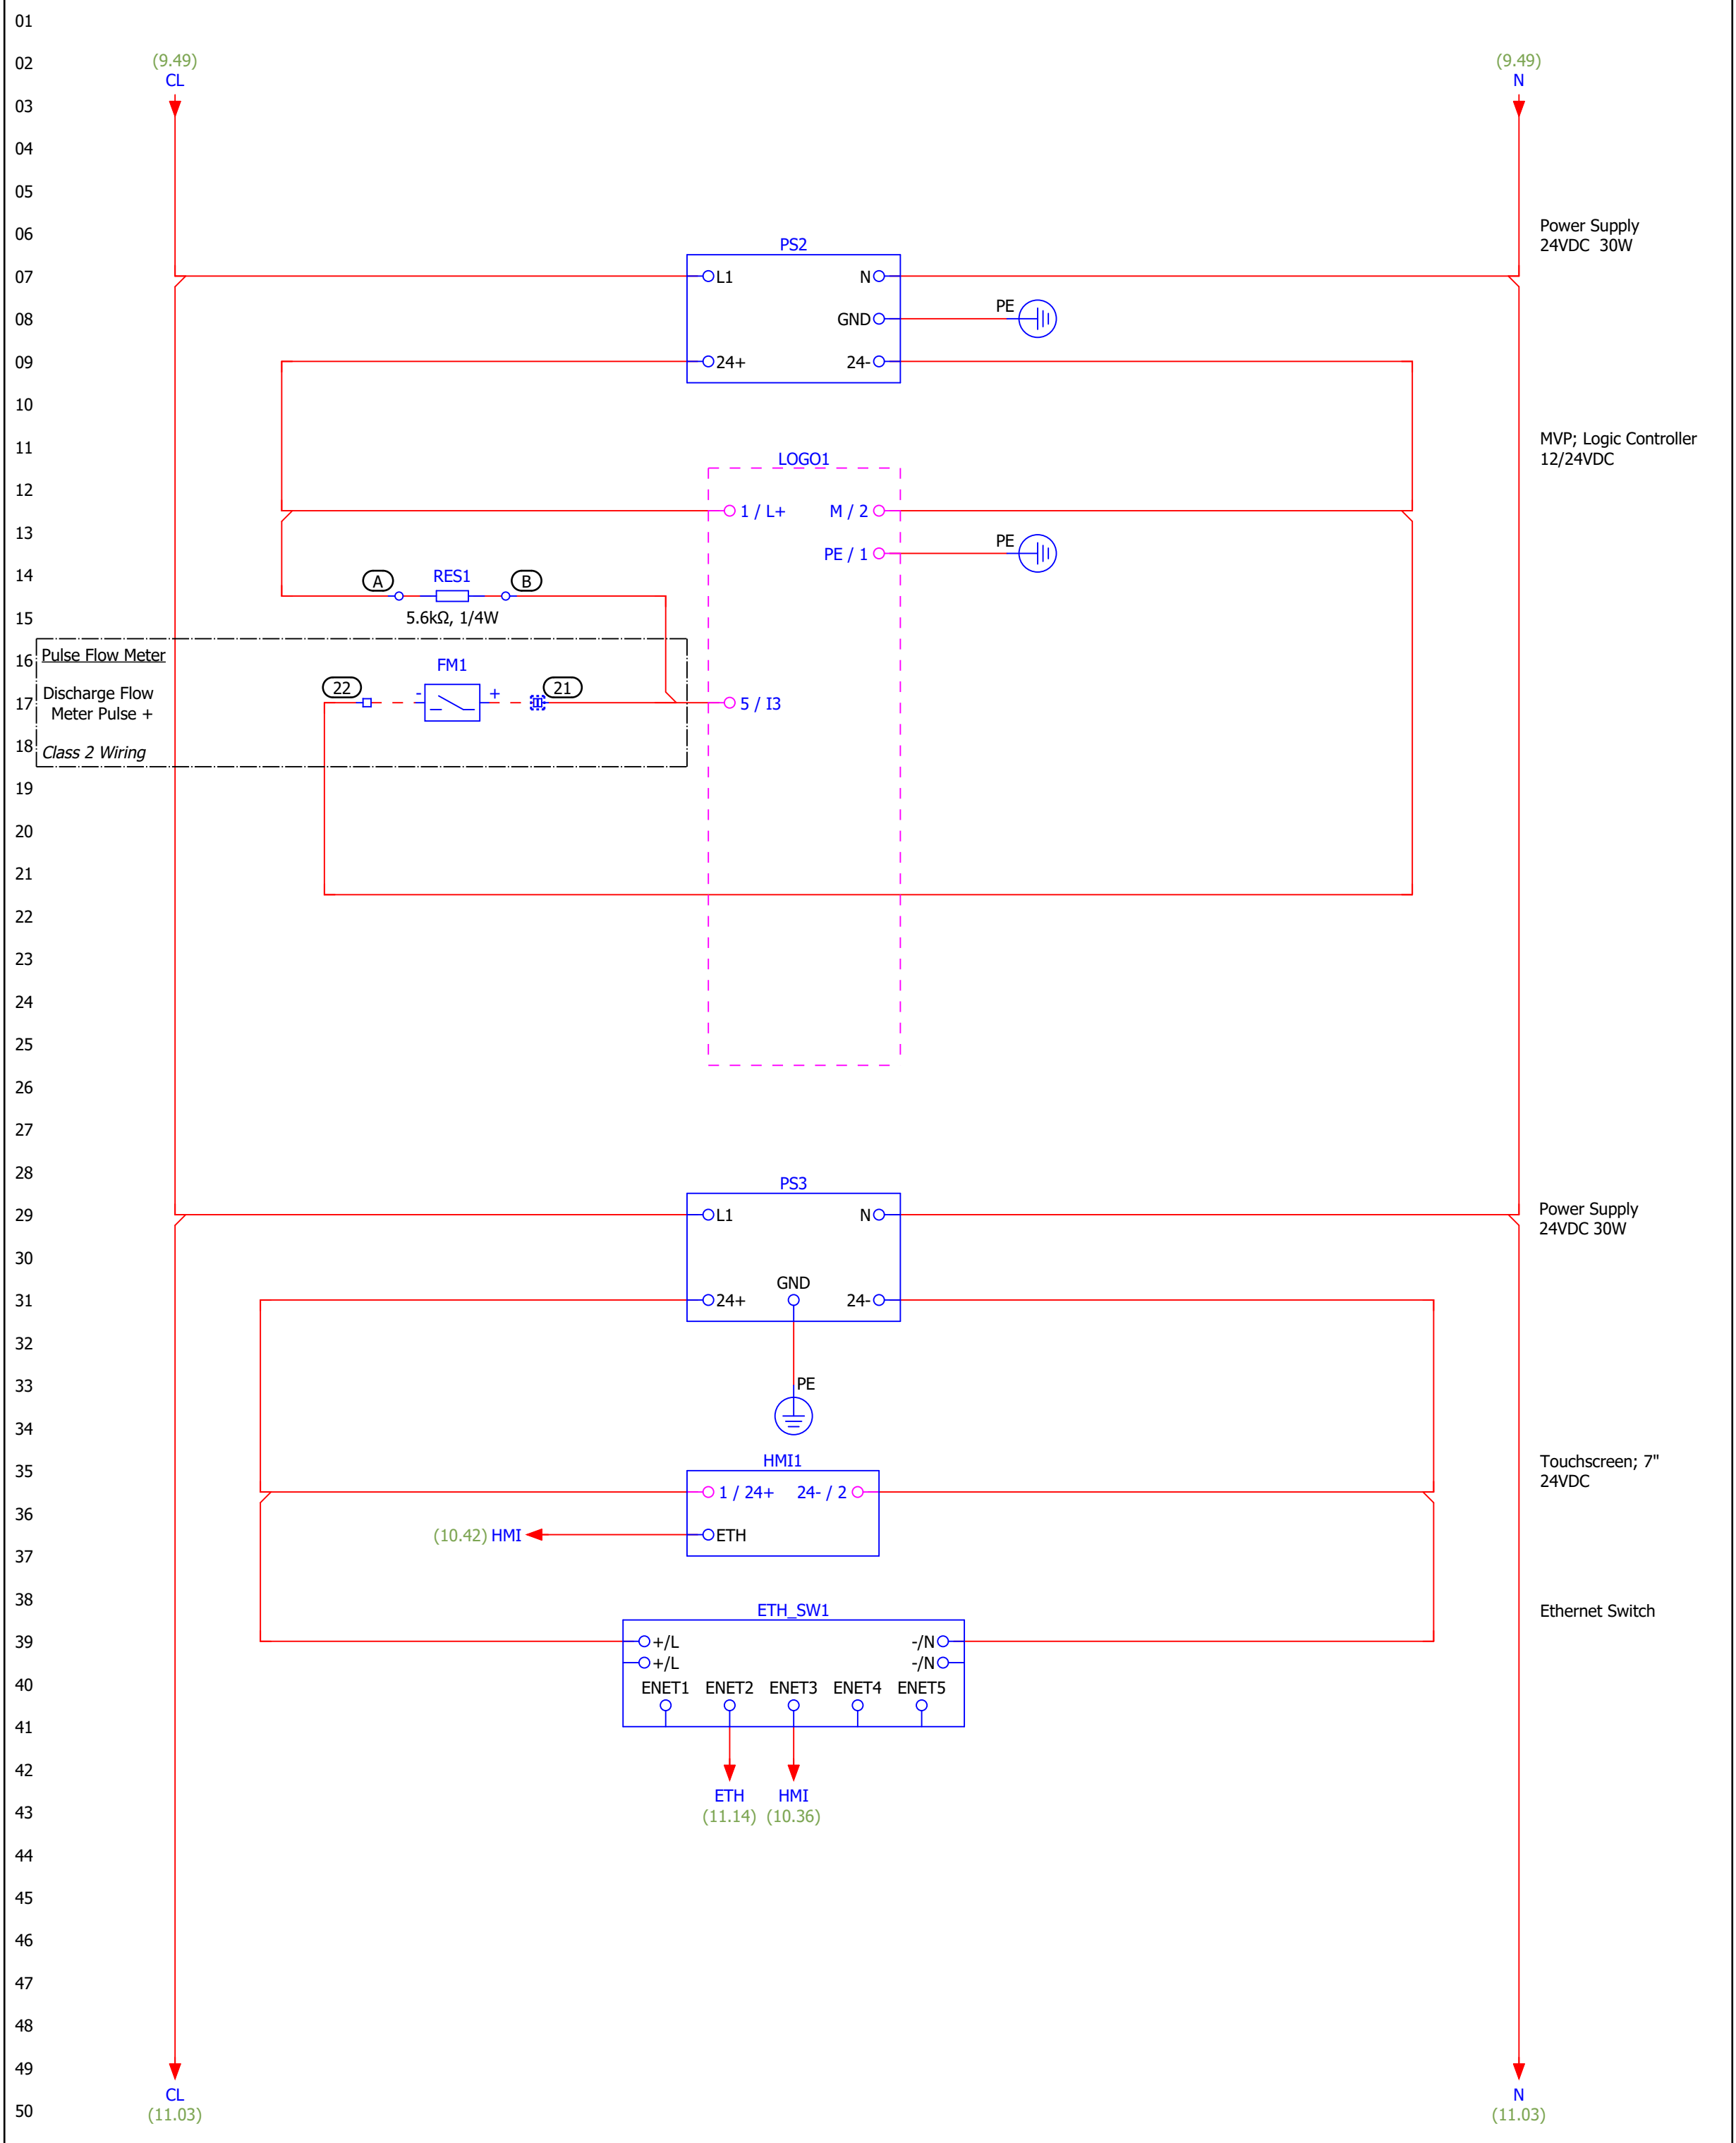 01
02
(9.49)
CL
(9.49)
N
03
04
05
06
Power Supply
24VDC  30W
PS2
07
L1
N
08
GND
PE
09
24+
24-
10
11
MVP; Logic Controller
12/24VDC
LOGO1
12
1 / L+
M / 2
13
PE / 1
PE
14
A
RES1
B
15
5.6kΩ, 1/4W
16
Pulse Flow Meter
FM1
Discharge Flow
Meter Pulse +
22
-
+
21
17
5 / I3
18
Class 2 Wiring
19
20
21
22
23
24
25
26
27
28
PS3
29
L1
N
Power Supply
24VDC 30W
30
GND
31
24+
24-
32
33
PE
34
HMI1
35
Touchscreen; 7"
24VDC
1 / 24+
24- / 2
36
(10.42) HMI
ETH
37
38
ETH_SW1
Ethernet Switch
39
+/L
-/N
+/L
-/N
40
ENET1
ENET2
ENET3
ENET4
ENET5
41
42
ETH
HMI
43
(11.14)
(10.36)
44
45
46
47
48
49
CL
N
50
(11.03)
(11.03)